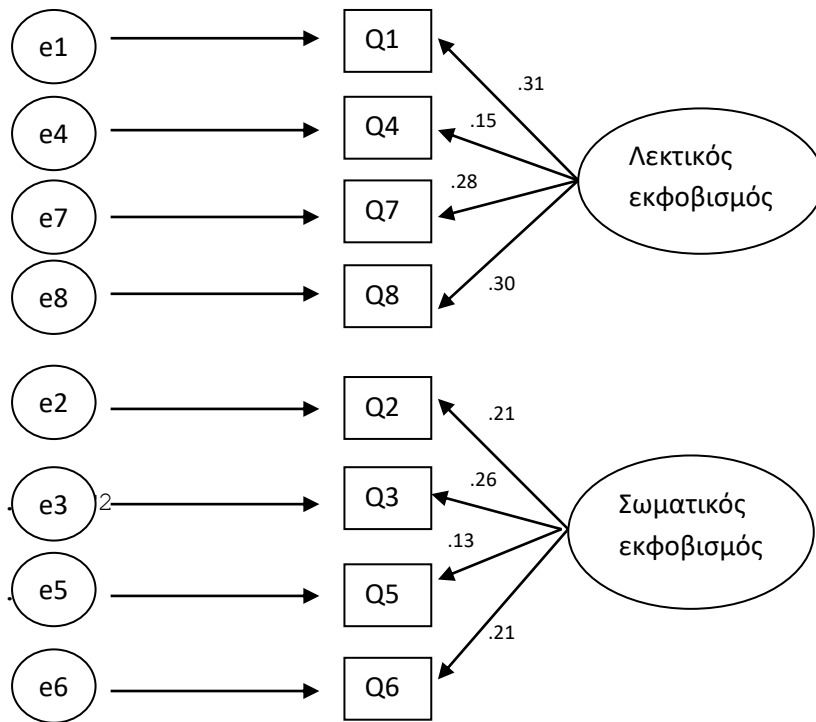 e1 Q1
.31
e4 Q4 .15
Λεκτικός
εκφοβισμός
e7 Q7 .28
e8 Q8 .30
e2 Q2 .21
e3 Q3 .26
Σωματικός
εκφοβισμός
.13
e5 Q5
.21
e6 Q6